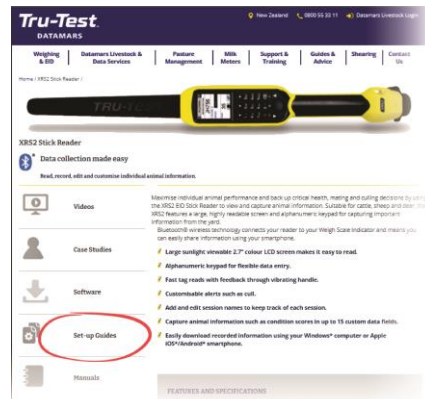 Tru-Test
DATAMARS
New Zealand 0800 55 33 11 Datamars Livestock Login
Weighing & EID
Datamars Livestock & Data Services
Pasture Management
Milk Meters
Support & Training
Guides & Advice
Shearing
Contact Us
Home / XRS2 Stick Reader /
TRU-TEST
XRS2 Stick Reader
Data collection made easy
Read, record, edit and customise individual animal information.
Videos
Case Studies
Software
Set-up Guides
Manuals
Maximise individual animal performance and back up critical health, mating and culling decisions by using
the XRS2 EID Stick Reader to view and capture animal information. Suitable for cattle, sheep and deer, the
XRS2 features a large, highly readable screen and alphanumeric keypad for capturing important
information from the yard.
Bluetooth® wireless technology connects your reader to your Weigh Scale Indicator and means you
can easily share information using your smartphone.
Large sunlight viewable 2.7" colour LCD screen makes it easy to read.
Alphanumeric keypad for flexible data entry.
Fast tag reads with feedback through vibrating handle.
Customisable alerts such as cull.
Add and edit session names to keep track of each session.
Capture animal information such as condition scores in up to 15 custom data fields.
Easily download recorded information using your Windows® computer or Apple
iOS®/Android® smartphone.
FEATURES AND SPECIFICATIONS